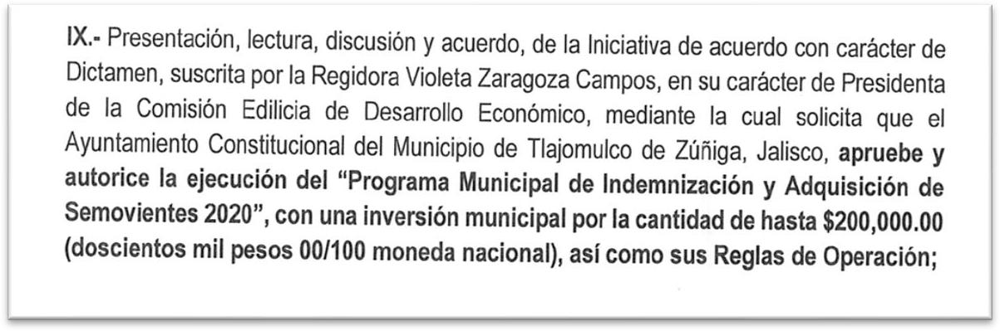 IX.- Presentación, lectura, discusión y acuerdo, de la Iniciativa de acuerdo con carácter de
Dictamen, suscrita por la Regidora Violeta Zaragoza Campos, en su carácter de Presidenta
de la Comisión Edilicia de Desarrollo Económico, mediante la cual solicita que el
Ayuntamiento Constitucional del Municipio de Tlajomulco de Zúñiga, Jalisco, apruebe y
autorice la ejecución del “Programa Municipal de Indemnización y Adquisición de
Semovientes 2020”, con una inversión municipal por la cantidad de hasta $200,000.00
(doscientos mil pesos 00/100 moneda nacional), así como sus Reglas de Operación;